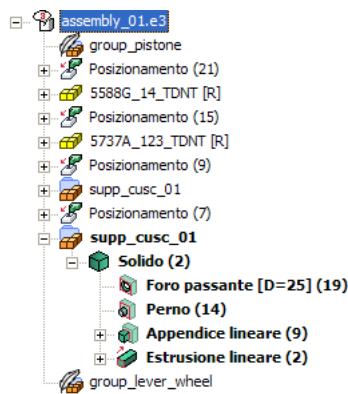 assembly_01.e3
group_pistone
Posizionamento (21)
5588G_14_TDNT [R]
Posizionamento (15)
5737A_123_TDNT [R]
Posizionamento (9)
supp_cusc_01
Posizionamento (7)
supp_cusc_01
Solido (2)
Foro passante [D=25] (19)
Perno (14)
Appendice lineare (9)
Estrusione lineare (2)
group_lever_wheel